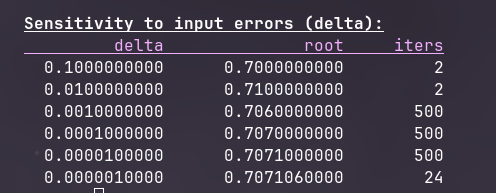 Sensitivity to input errors (delta):
delta root iters
0.1000000000 0.7000000000 2
0.0100000000 0.7100000000 2
0.0010000000 0.7060000000 500
0.0001000000 0.7070000000 500
0.0000100000 0.7071000000 500
0.0000010000 0.7071060000 24